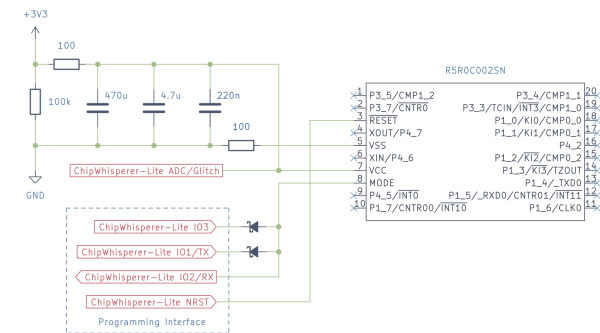 +3V3
100
100k
470u
4.7u
220n
100
GND
ChipWhisperer-Lite ADC/Glitch
ChipWhisperer-Lite IO3
ChipWhisperer-Lite IO1/TX
ChipWhisperer-Lite IO2/RX
ChipWhisperer-Lite NRST
Programming Interface
R5R0C002SN
1 P3_5/CMP1_2 P3_4/CMP1_1 20
2 P3_7/CNTR0 P3_3/TCIN/INT3/CMP1_0 19
3 RESET P1_0/KI0/CMP0_0 18
4 XOUT/P4_7 P1_1/KI1/CMP0_1 17
5 VSS P4_2 16
6 XIN/P4_6 P1_2/KI2/CMP0_2 15
7 VCC P1_3/KI3/TZOUT 14
8 MODE P1_4/_TXD0 13
9 P4_5/INT0 P1_5/_RXD0/CNTR01/INT11 12
10 P1_7/CNTR00/INT10 P1_6/CLK0 11